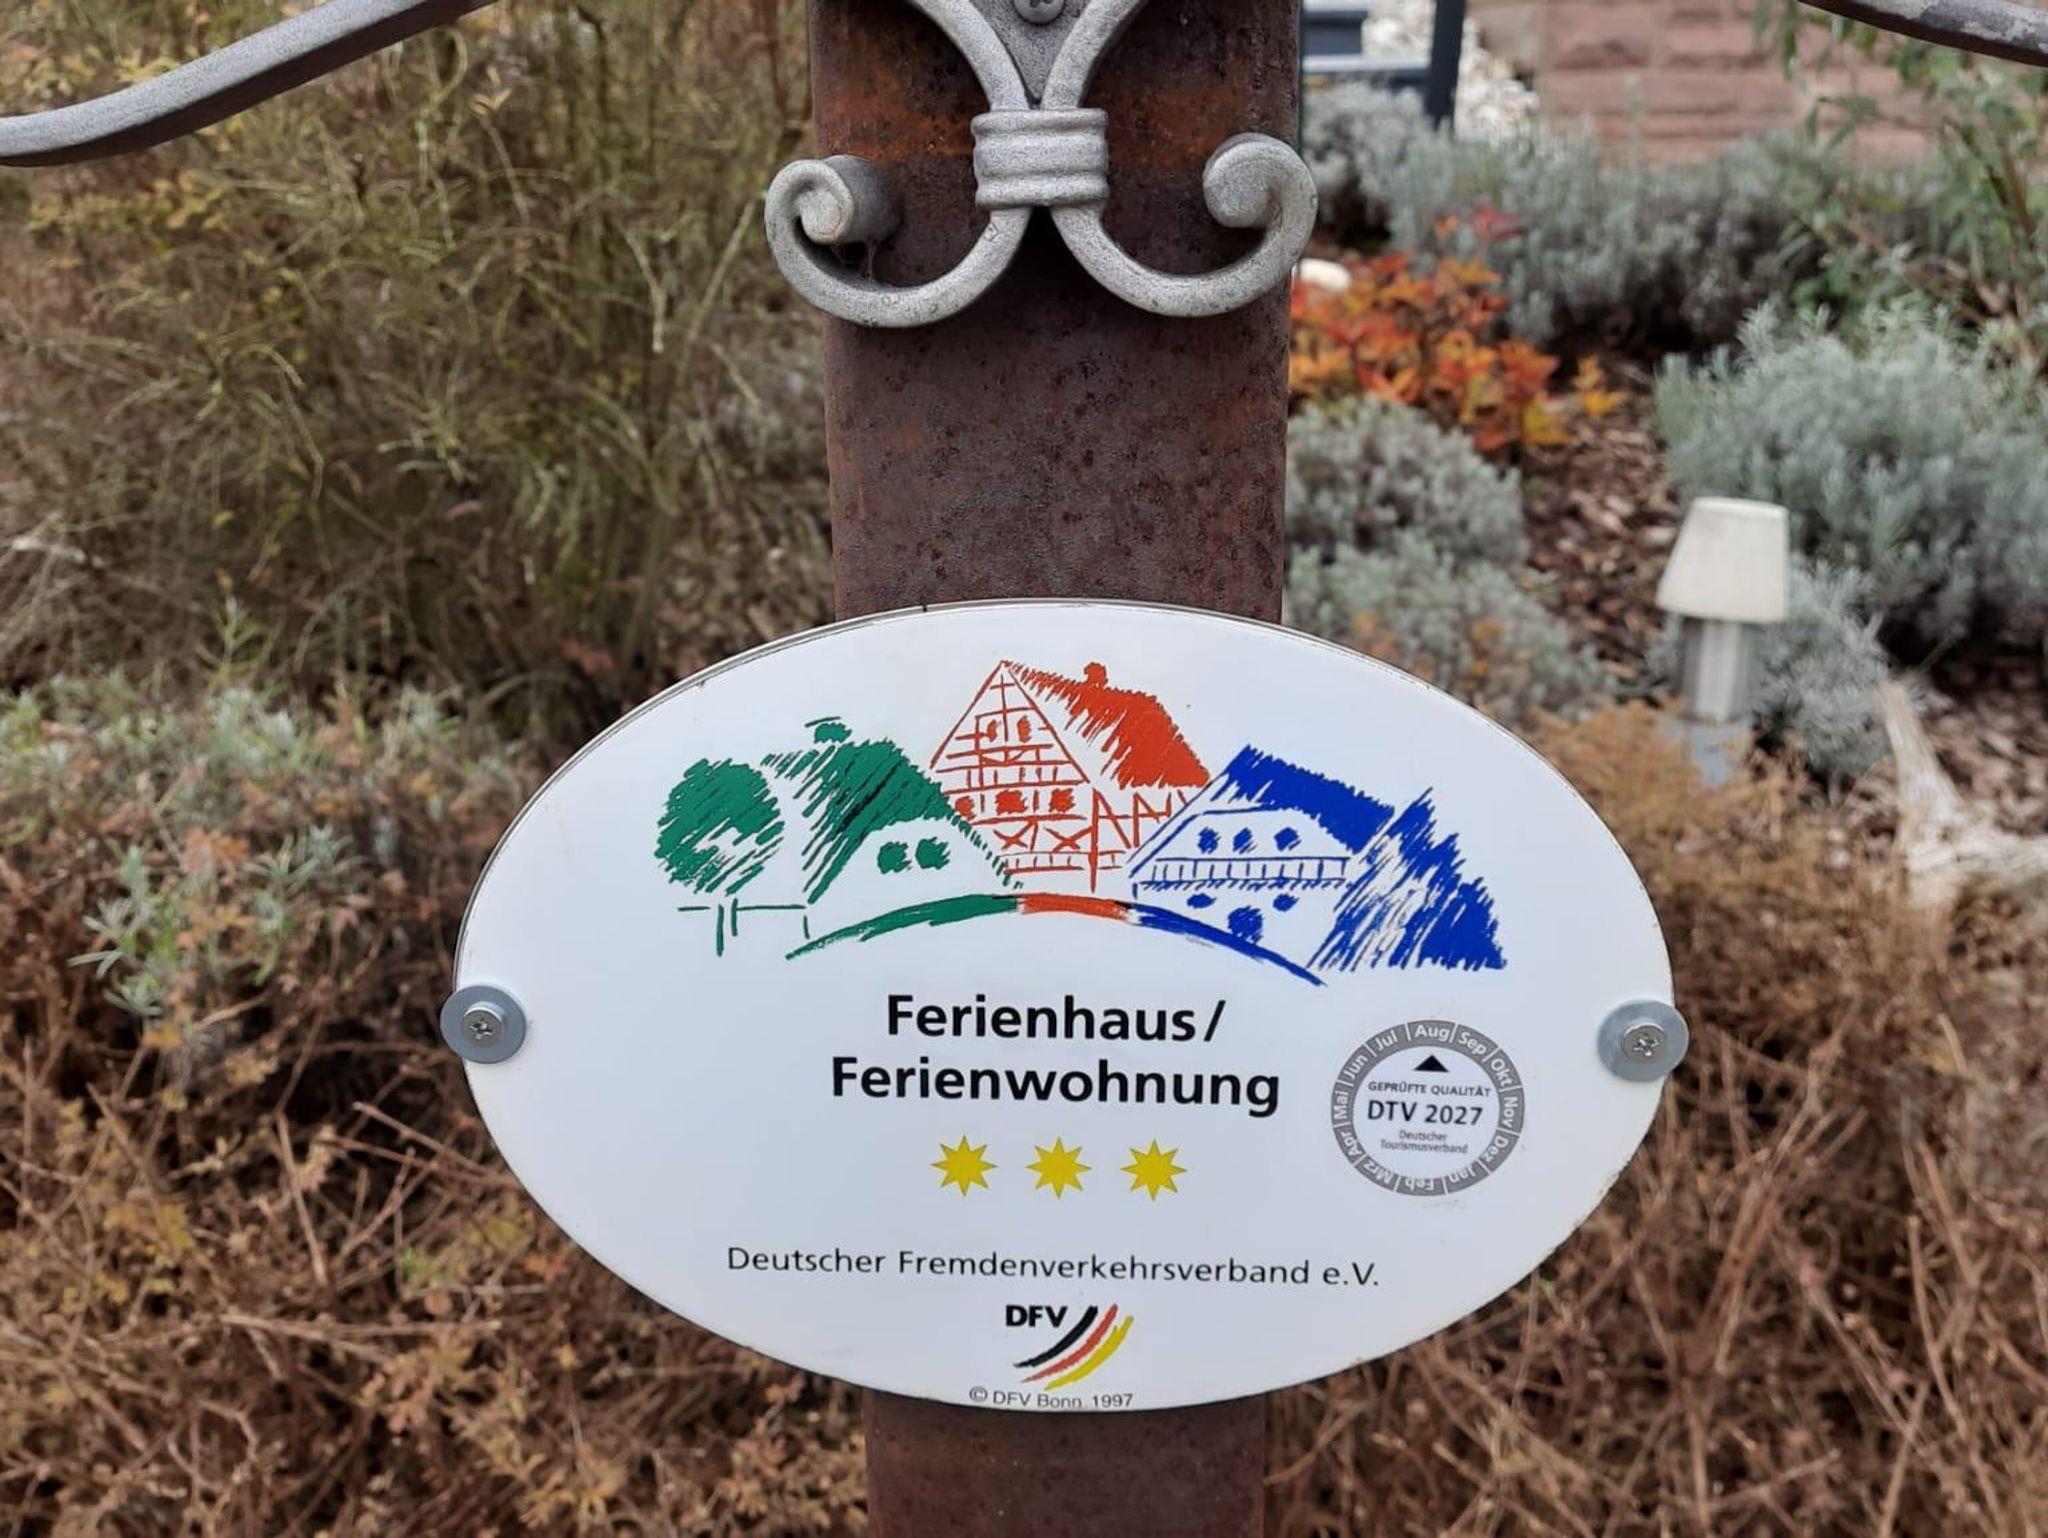 Ferienhaus/
Ferienwohnung
Jan
Feb
Mrz
Apr
Mai
Jun
Jul
Aug
Sep
Okt
Nov
Dez
GEPRÜFTE QUALITÄT
DTV 2027
Deutscher
Tourismusverband
Deutscher Fremdenverkehrsverband e.V.
DFV
© DFV Bonn 1997